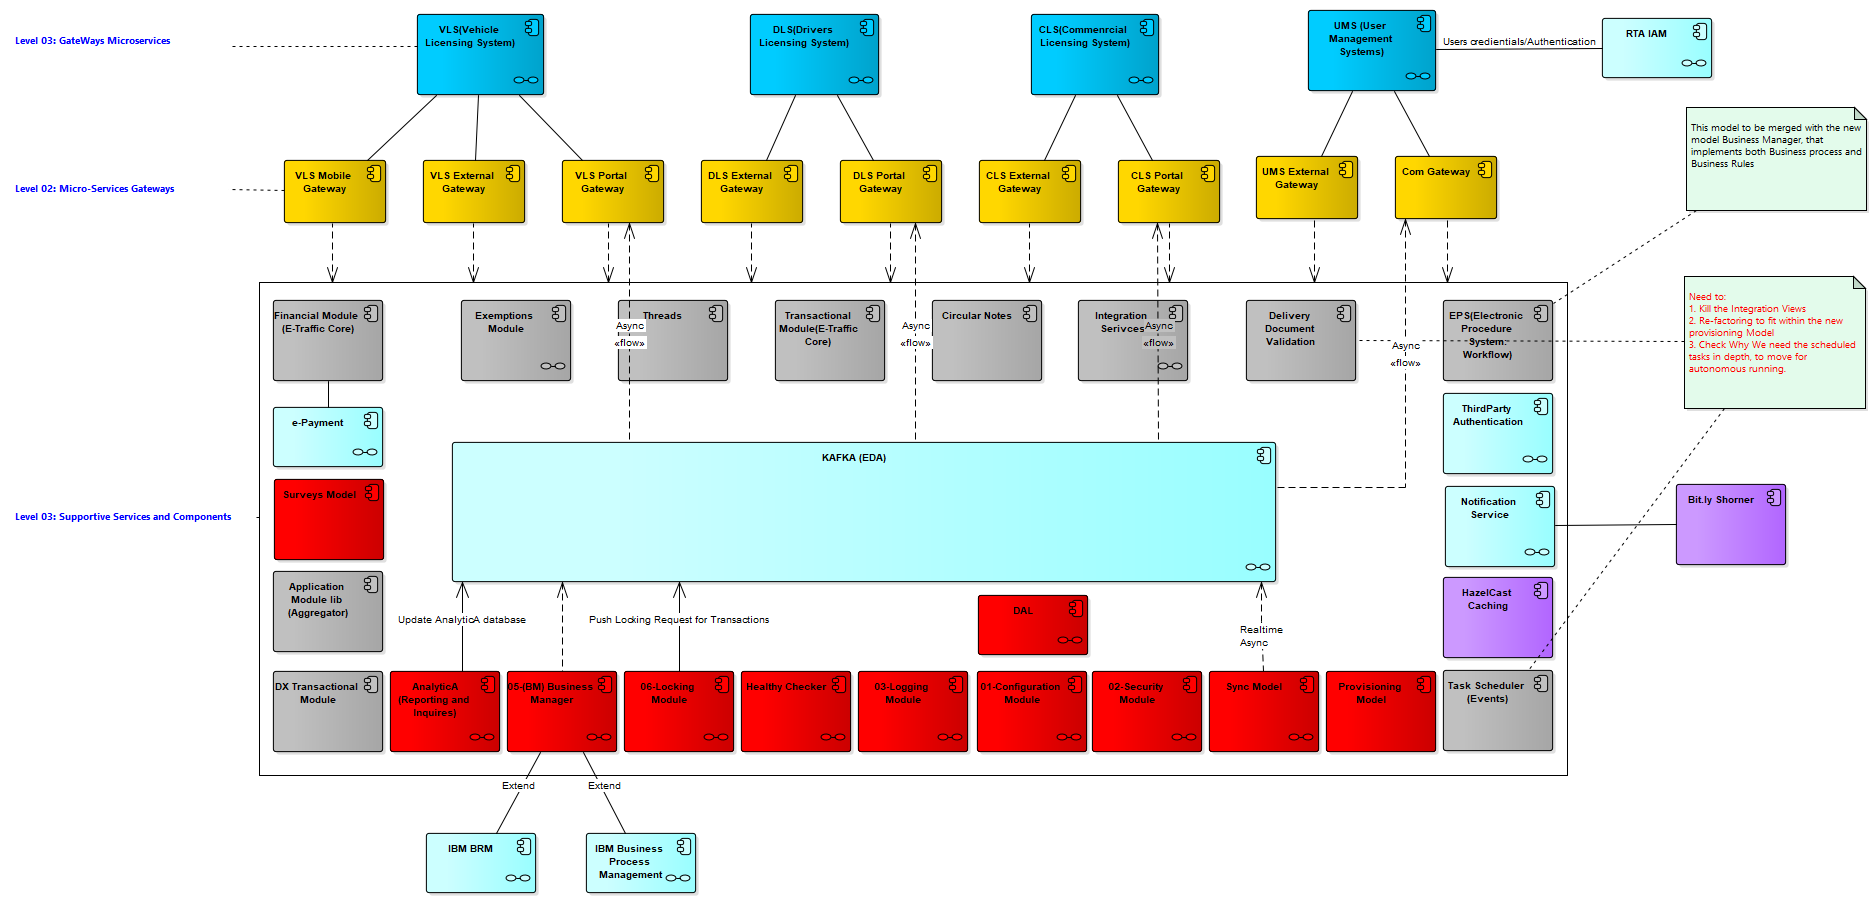 Level 03: GateWays Microservices
VLS(Vehicle
Licensing System)
DLS(Drivers
Licensing System)
CLS(Commenrcial
Licensing System)
UMS (User
Management
Systems)
Users credientials/Authentication
RTA IAM
This model to be merged with the new
model Business Manager, that
implements both Business process and
Business Rules
Level 02: Micro-Services Gateways
VLS Mobile
Gateway
VLS External
Gateway
VLS Portal
Gateway
DLS External
Gateway
DLS Portal
Gateway
CLS External
Gateway
CLS Portal
Gateway
UMS External
Gateway
Com Gateway
Financial Module
(E-Traffic Core)
Exemptions
Module
Threads
Async
«flow»
Transactional
Module(E-Traffic
Core)
Async
«flow»
Circular Notes
Integration
Serivces
Async
«flow»
Delivery
Document
Validation
Async
«flow»
EPS(Electronic
Procedure
System:
Workflow)
Need to:
1. Kill the Integration Views
2. Re-factoring to fit within the new
provisioning Model
3. Check Why We need the scheduled
tasks in depth, to move for
autonomous running.
e-Payment
ThirdParty
Authentication
KAFKA (EDA)
Surveys Model
Notification
Service
Bit.ly Shorner
Level 03: Supportive Services and Components
Application
Module lib
(Aggregator)
HazelCast
Caching
Update AnalyticA database
Push Locking Request for Transactions
DAL
Realtime
Async
DX Transactional
Module
AnalyticA
(Reporting and
Inquires)
05-(BM) Business
Manager
06-Locking
Module
Healthy Checker
03-Logging
Module
01-Configuration
Module
02-Security
Module
Sync Model
Provisioning
Model
Task Scheduler
(Events)
Extend
Extend
IBM BRM
IBM Business
Process
Management